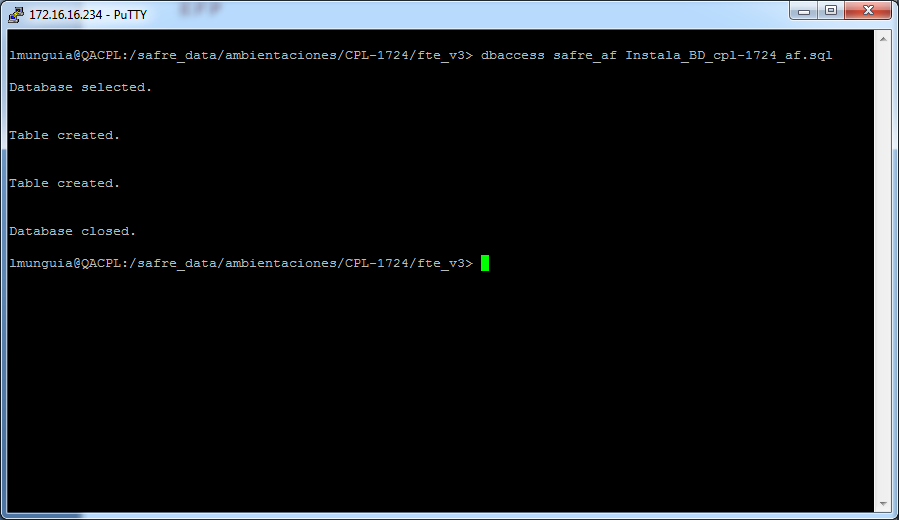 172.16.16.234 - PuTTY
lmunguia@QACPL:/safre_data/ambientaciones/CPL-1724/fte_v3> dbaccess safre_af Instala_BD_cpl-1724_af.sql
Database selected.
Table created.
Table created.
Database closed.
lmunguia@QACPL:/safre_data/ambientaciones/CPL-1724/fte_v3>